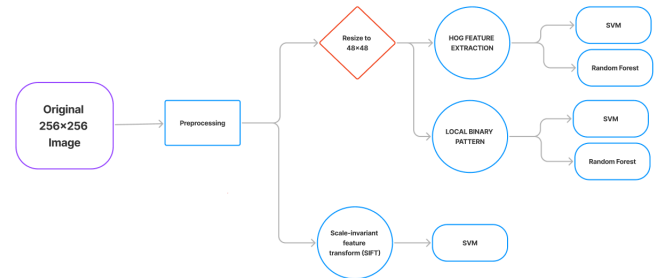 Original
256×256
Image
Preprocessing
Resize to
48×48
HOG FEATURE
EXTRACTION
SVM
Random Forest
LOCAL BINARY
PATTERN
SVM
Random Forest
Scale-invariant
feature
transform (SIFT)
SVM